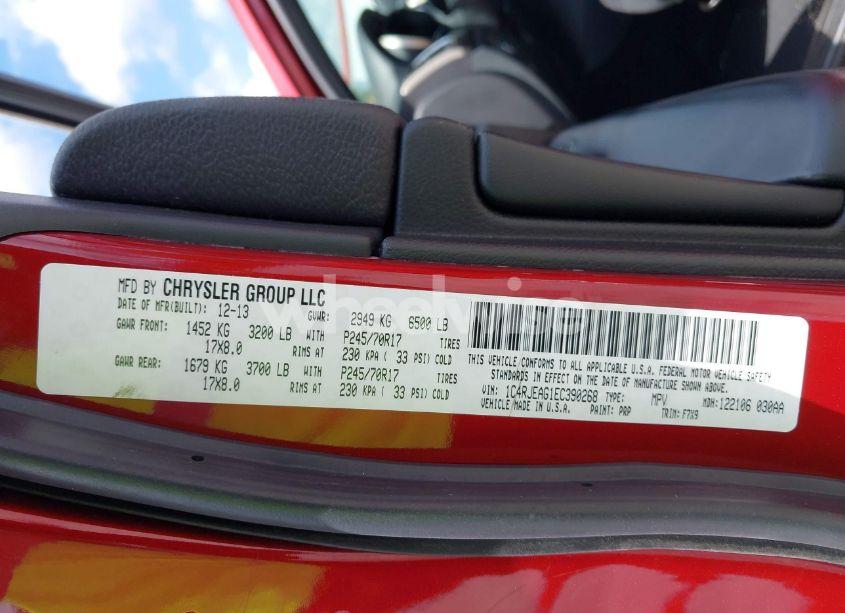 MFD BY CHRYSLER GROUP LLC
DATE OF MFR(BUILT): 12-13 GVWR: 2949 KG 6500 LB
GAWR FRONT: 1452 KG 3200 LB WITH P245/70R17 TIRES
17X8.0 RIMS AT 230 KPA ( 33 PSI) COLD
GAWR REAR: 1679 KG 3700 LB WITH P245/70R17 TIRES
17X8.0 RIMS AT 230 KPA ( 33 PSI) COLD
THIS VEHICLE CONFORMS TO ALL APPLICABLE U.S.A. FEDERAL MOTOR VEHICLE SAFETY
STANDARDS IN EFFECT ON THE DATE OF MANUFACTURE SHOWN ABOVE.
VIN: 1C4RJEAG1EC390268 TYPE: MPV MDH: 122106 030AA
VEHICLE MADE IN U.S.A. PAINT: PRP TRIM: F7X9
wheelwise